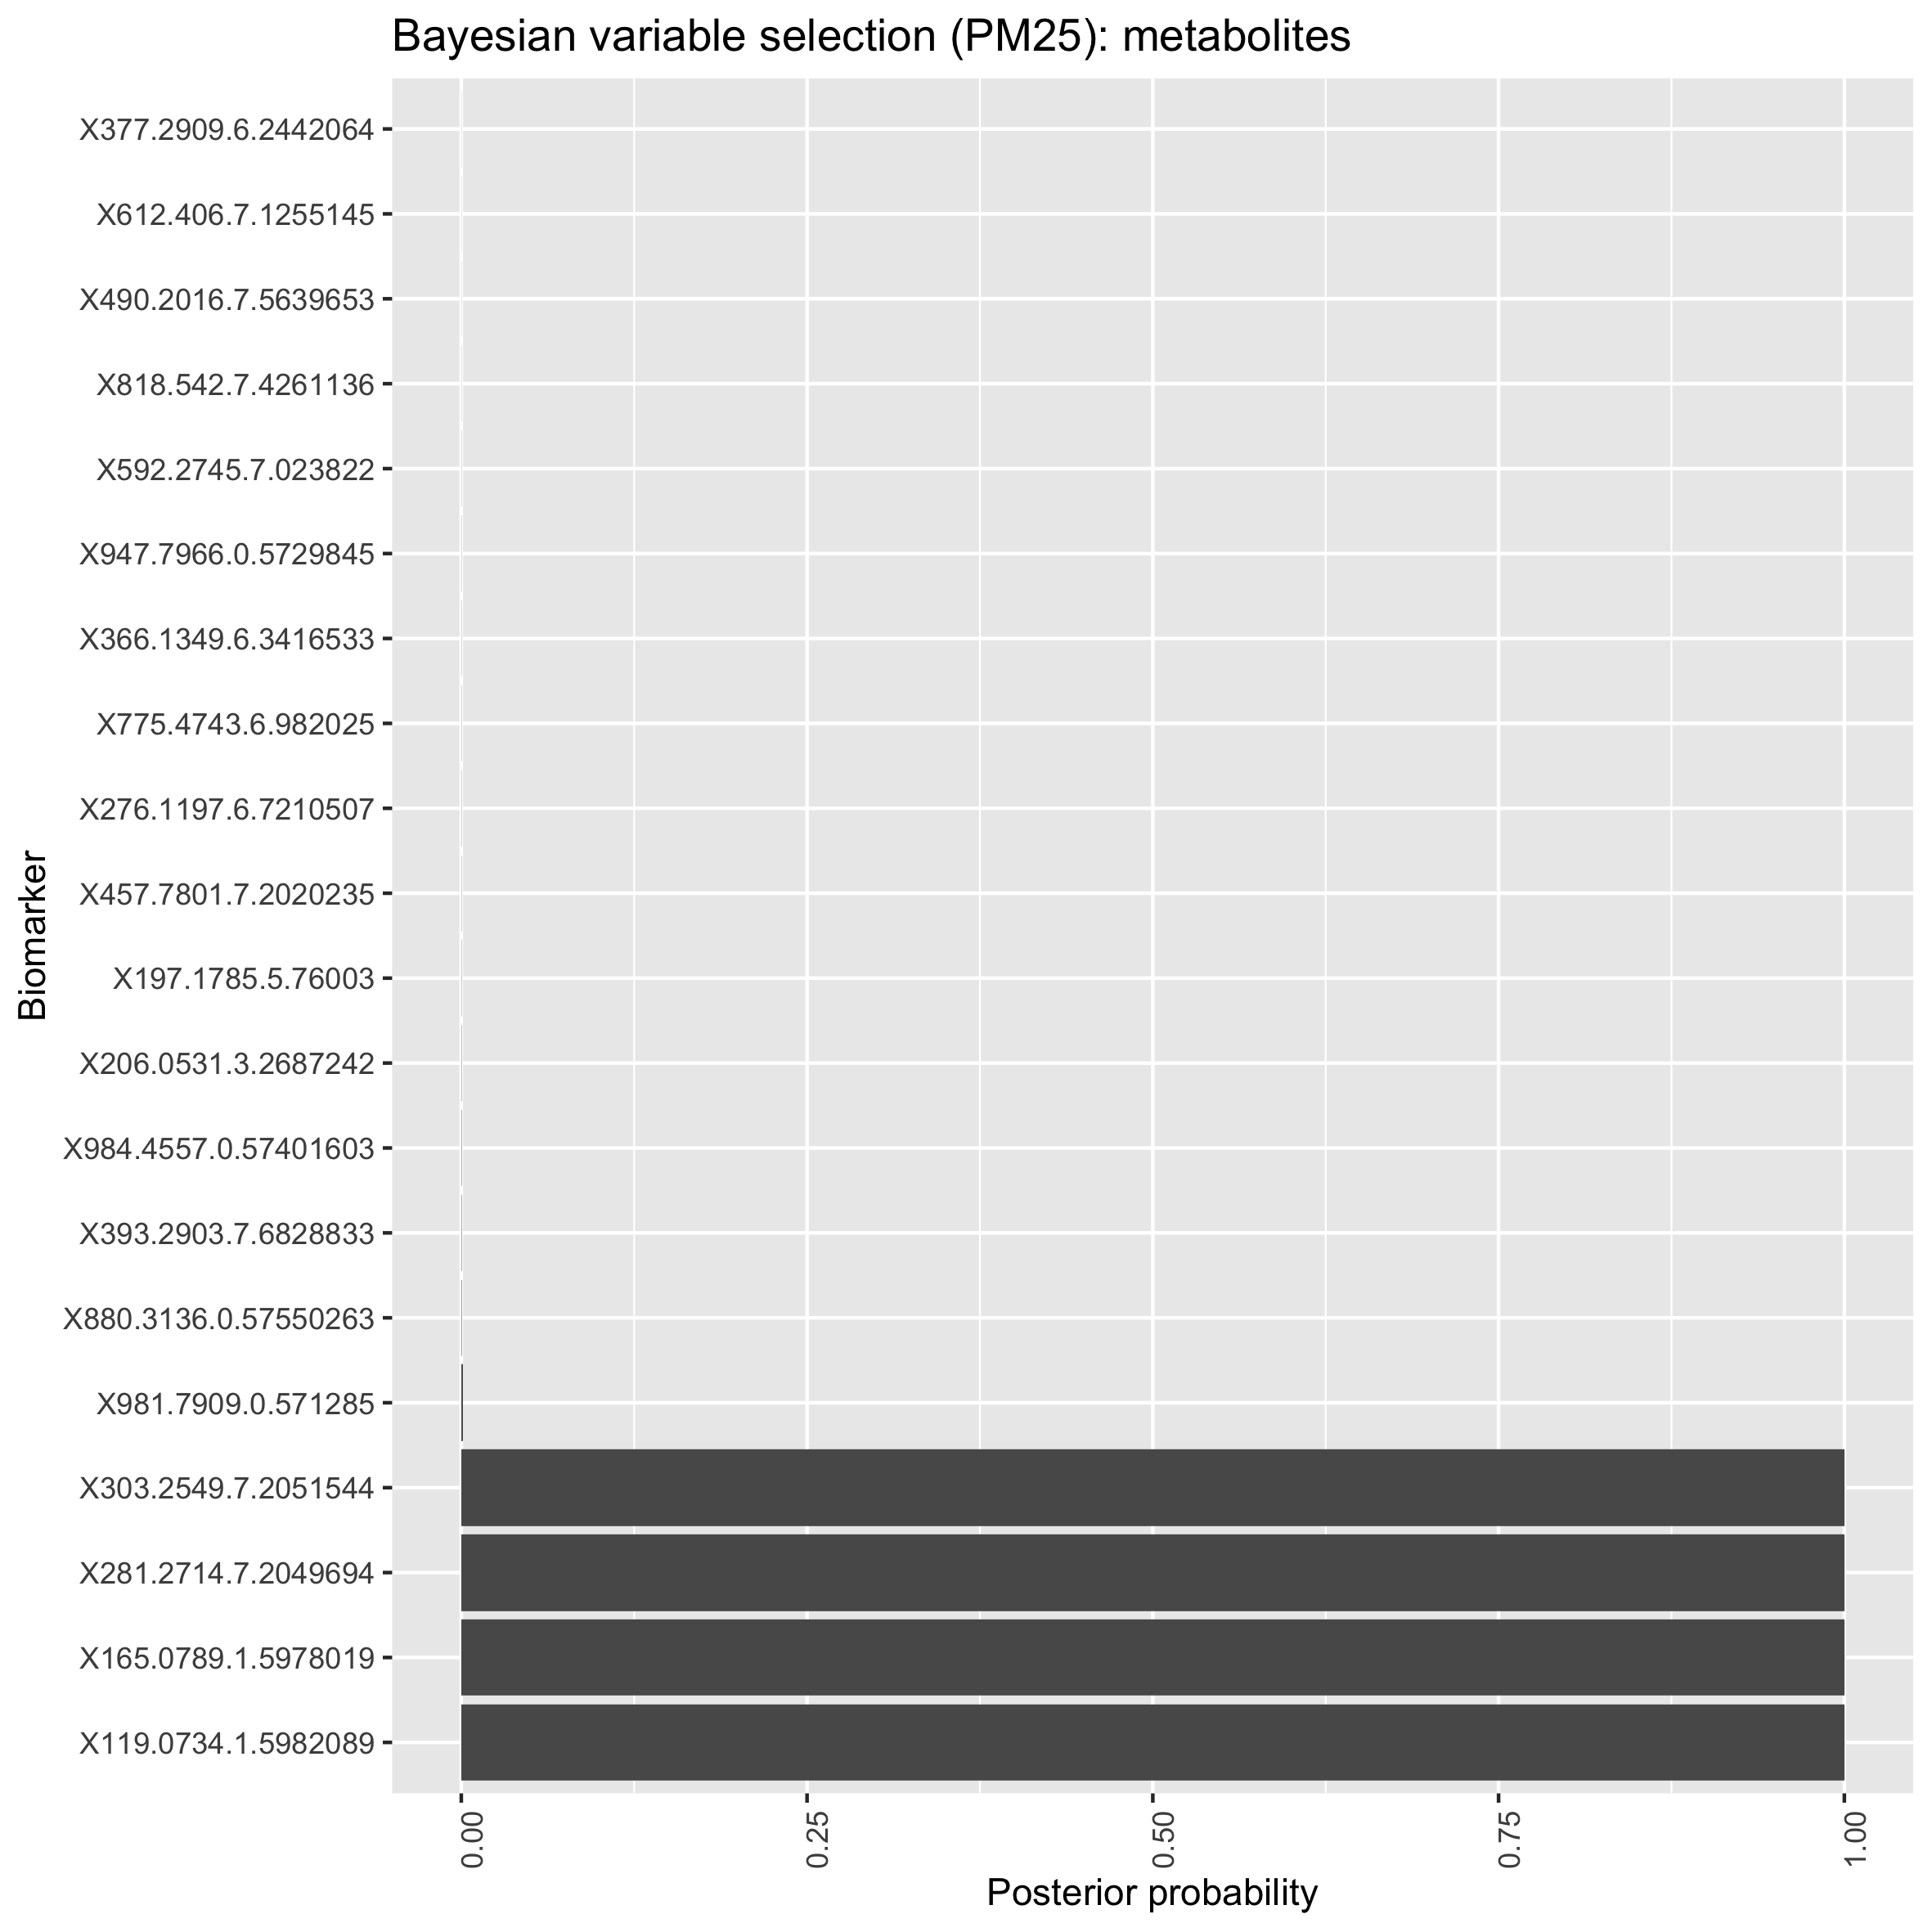 Bayesian variable selection (PM25): metabolites
Biomarker
X377.2909.6.2442064
X612.406.7.1255145
X490.2016.7.5639653
X818.542.7.4261136
X592.2745.7.023822
X947.7966.0.5729845
X366.1349.6.3416533
X775.4743.6.982025
X276.1197.6.7210507
X457.7801.7.2020235
X197.1785.5.76003
X206.0531.3.2687242
X984.4557.0.57401603
X393.2903.7.6828833
X880.3136.0.57550263
X981.7909.0.571285
X303.2549.7.2051544
X281.2714.7.2049694
X165.0789.1.5978019
X119.0734.1.5982089
0.00
0.25
0.50
0.75
1.00
Posterior probability